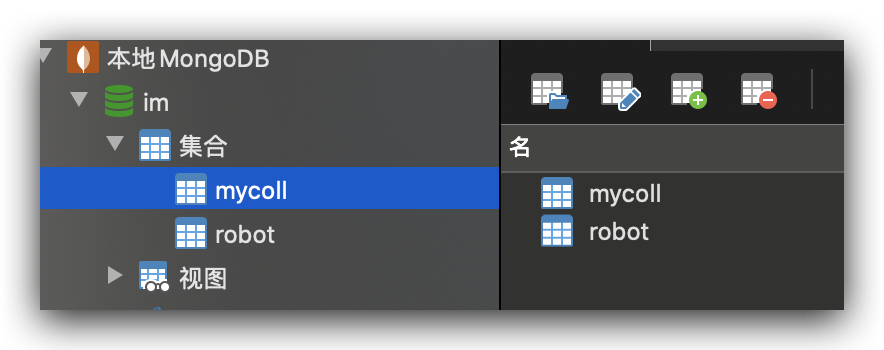 本地MongoDB
im
集合
mycoll
robot
视图
名
mycoll
robot